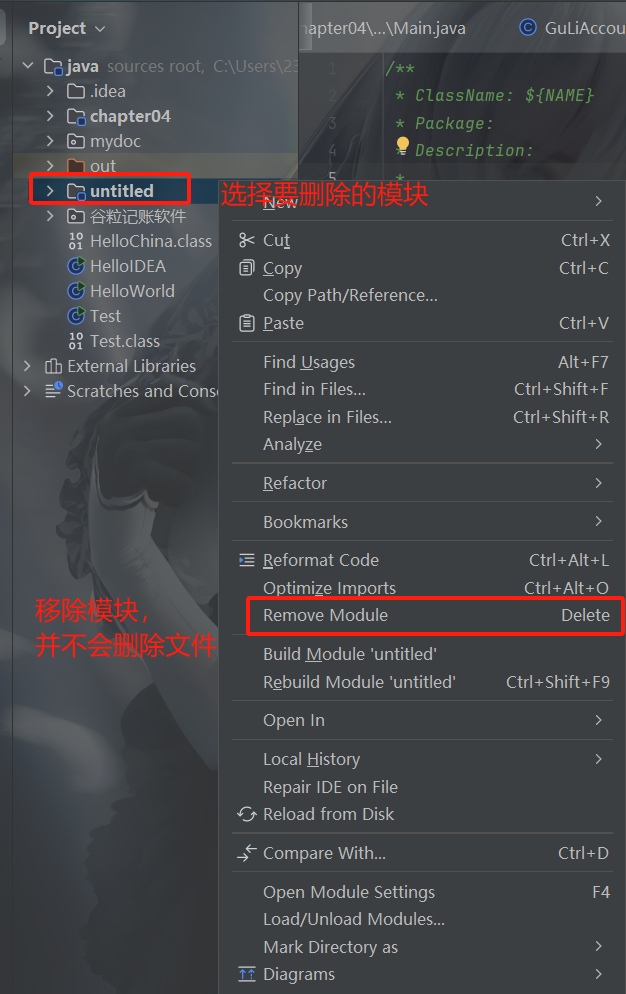 Project
java sources root, C:\Users\23
.idea
chapter04
mydoc
out
untitled
谷粒记账软件
HelloChina.class
HelloIDEA
HelloWorld
Test
Test.class
External Libraries
Scratches and Cons
hapter04\...\Main.java
GuLiAccou
1 /**
2 * ClassName: ${NAME}
3 * Package:
4 * Description:
5 *
选择要删除的模块
New
Cut Ctrl+X
Copy Ctrl+C
Copy Path/Reference...
Paste Ctrl+V
Find Usages Alt+F7
Find in Files... Ctrl+Shift+F
Replace in Files... Ctrl+Shift+R
Analyze
Refactor
Bookmarks
Reformat Code Ctrl+Alt+L
Optimize Imports Ctrl+Alt+O
Remove Module Delete
移除模块，
并不会删除文件
Build Module 'untitled'
Rebuild Module 'untitled' Ctrl+Shift+F9
Open In
Local History
Repair IDE on File
Reload from Disk
Compare With... Ctrl+D
Open Module Settings F4
Load/Unload Modules...
Mark Directory as
Diagrams